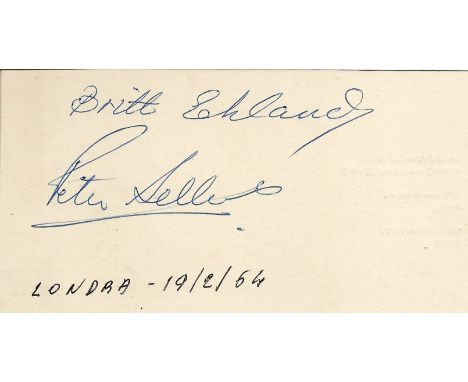 Britt Ekland
Peter Sellers
LONDRA - 19/2/64